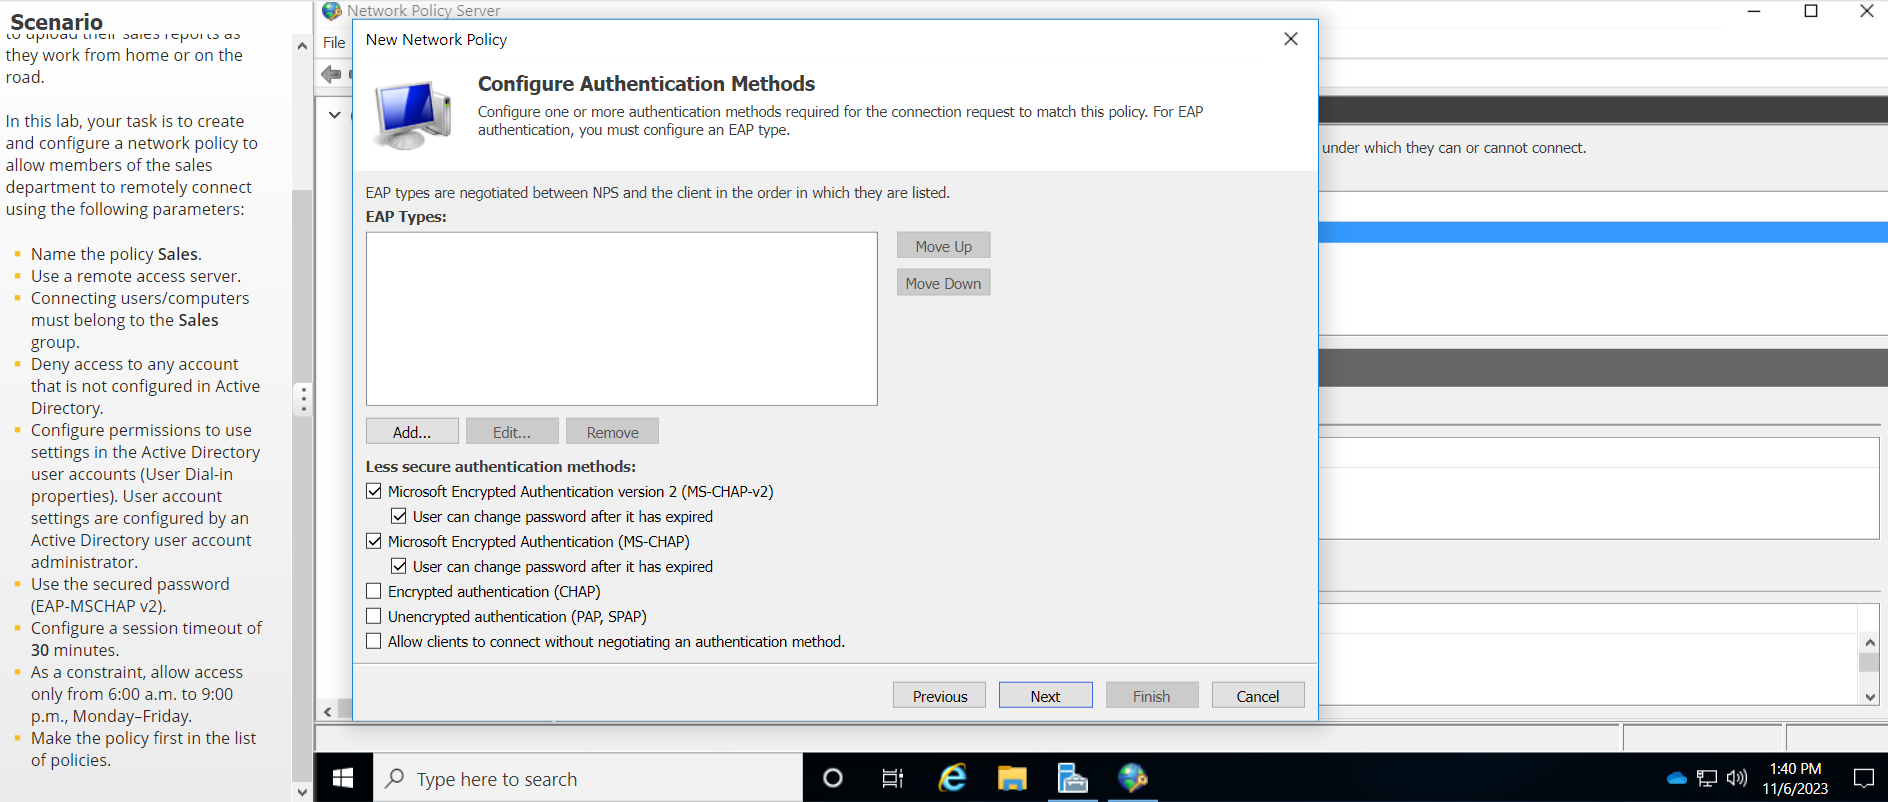 Scenario
to upload their sales reports as
they work from home or on the
road.
In this lab, your task is to create
and configure a network policy to
allow members of the sales
department to remotely connect
using the following parameters:
Name the policy Sales.
Use a remote access server.
Connecting users/computers
must belong to the Sales
group.
Deny access to any account
that is not configured in Active
Directory.
Configure permissions to use
settings in the Active Directory
user accounts (User Dial-in
properties). User account
settings are configured by an
Active Directory user account
administrator.
Use the secured password
(EAP-MSCHAP v2).
Configure a session timeout of
30 minutes.
As a constraint, allow access
only from 6:00 a.m. to 9:00
p.m., Monday–Friday.
Make the policy first in the list
of policies.
Network Policy Server
File
New Network Policy
Configure Authentication Methods
Configure one or more authentication methods required for the connection request to match this policy. For EAP
authentication, you must configure an EAP type.
under which they can or cannot connect.
EAP types are negotiated between NPS and the client in the order in which they are listed.
EAP Types:
Move Up
Move Down
Add...
Edit...
Remove
Less secure authentication methods:
Microsoft Encrypted Authentication version 2 (MS-CHAP-v2)
User can change password after it has expired
Microsoft Encrypted Authentication (MS-CHAP)
User can change password after it has expired
Encrypted authentication (CHAP)
Unencrypted authentication (PAP, SPAP)
Allow clients to connect without negotiating an authentication method.
Previous
Next
Finish
Cancel
Type here to search
1:40 PM
11/6/2023